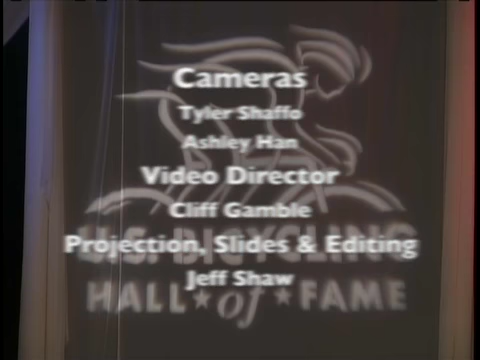 Cameras
Tyler Shaffo
Ashley Han
Video Director
Cliff Gamble
Projection, Slides & Editing
Jeff Shaw
U.S. BICYCLING
HALL★of★FAME